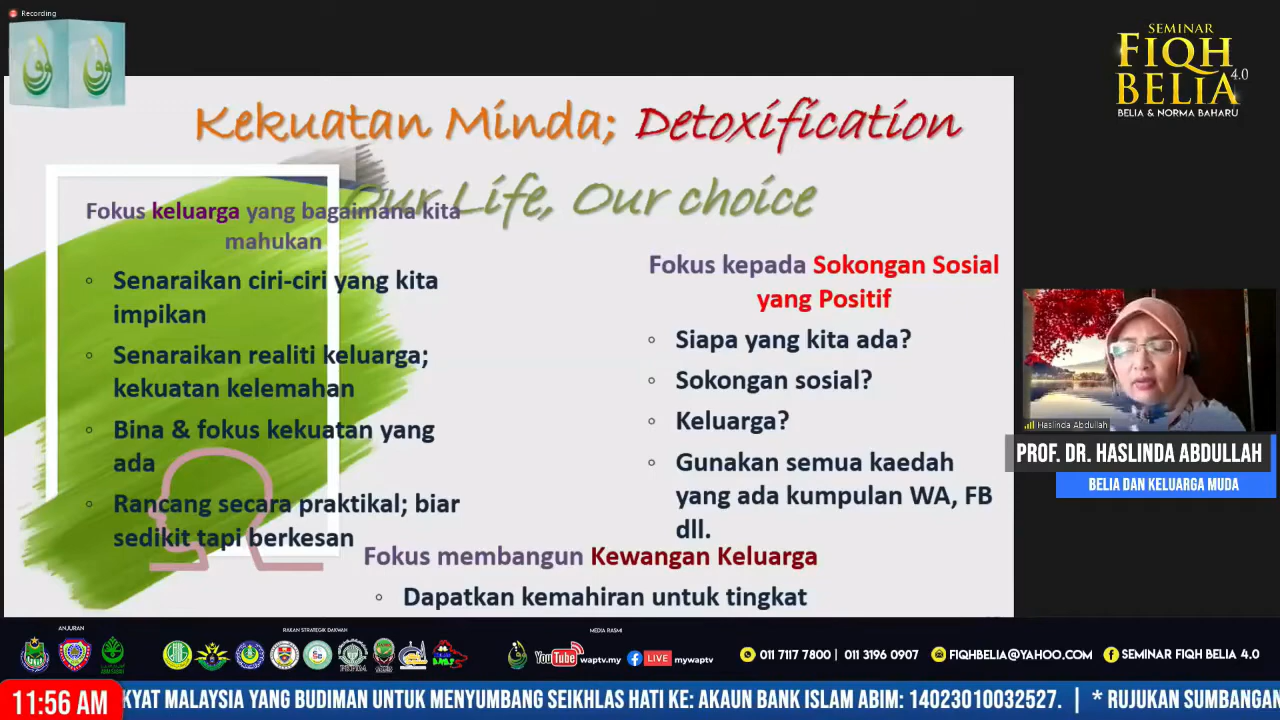 Recording
SEMINAR
FIQH
BELIA
4.0
BELIA & NORMA BAHARU
Kekuatan Minda; Detoxification
Our Life, Our choice
Fokus keluarga yang bagaimana kita
mahukan
Senaraikan ciri-ciri yang kita
impikan
Senaraikan realiti keluarga;
kekuatan kelemahan
Bina & fokus kekuatan yang
ada
Rancang secara praktikal; biar
sedikit tapi berkesan
Fokus kepada Sokongan Sosial
yang Positif
Siapa yang kita ada?
Sokongan sosial?
Keluarga?
Gunakan semua kaedah
yang ada kumpulan WA, FB
dll.
Fokus membangun Kewangan Keluarga
Dapatkan kemahiran untuk tingkat
Haslinda Abdullah
PROF. DR. HASLINDA ABDULLAH
BELIA DAN KELUARGA MUDA
ANJURAN
RAKAN STRATEGIK DAKWAH
MEDIA RASMI
YouTube waptv.my
LIVE mywaptv
011 7117 7800 | 011 3196 0907
FIQHBELIA@YAHOO.COM
SEMINAR FIQH BELIA 4.0
11:56 AM
KYAT MALAYSIA YANG BUDIMAN UNTUK MENYUMBANG SEIKHLAS HATI KE: AKAUN BANK ISLAM ABIM: 14023010032527. | * RUJUKAN SUMBANGAN